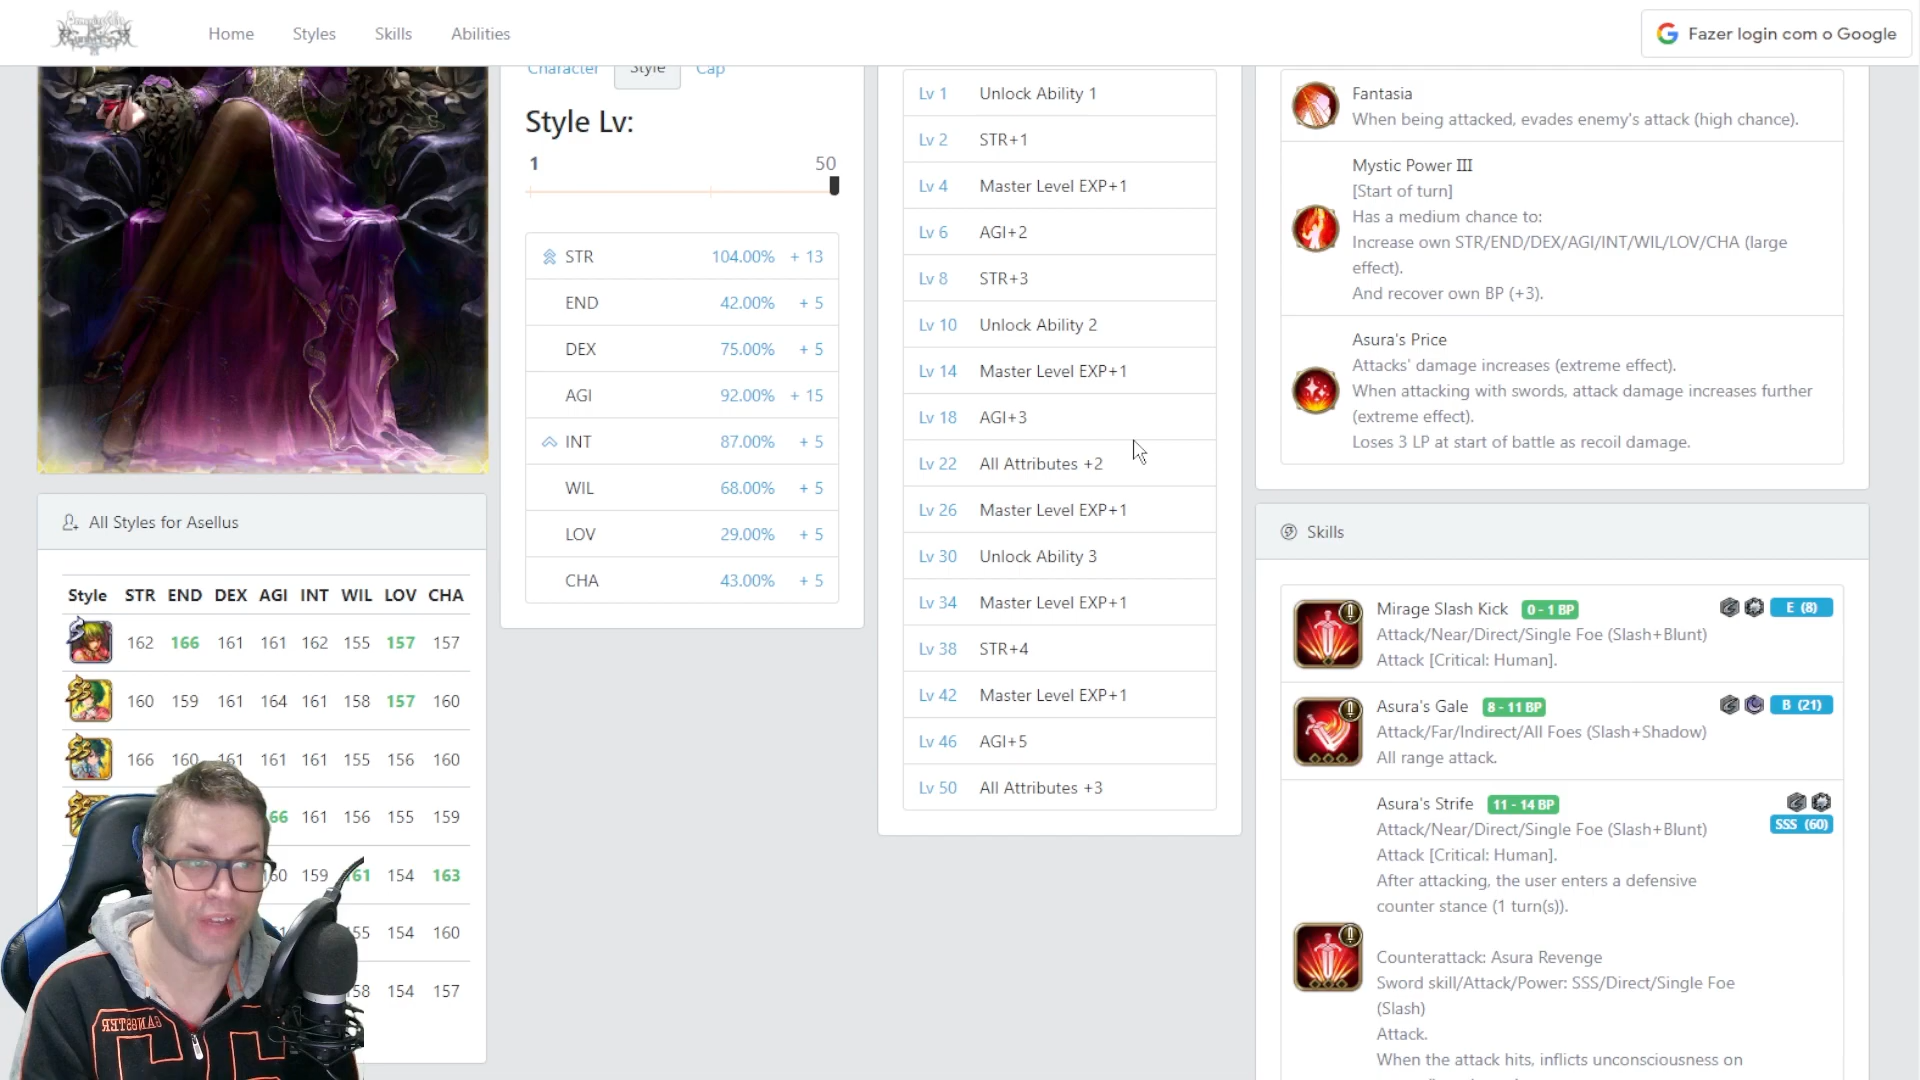 Home Styles Skills Abilities
Fazer login com o Google
Character Style Cap
Style Lv:
1 50
STR 104.00% + 13
END 42.00% + 5
DEX 75.00% + 5
AGI 92.00% + 15
INT 87.00% + 5
WIL 68.00% + 5
LOV 29.00% + 5
CHA 43.00% + 5
All Styles for Asellus
Style STR END DEX AGI INT WIL LOV CHA
162 166 161 161 162 155 157 157
160 159 161 164 161 158 157 160
166 160 161 161 161 155 156 160
66 161 156 155 159
60 159 61 154 163
55 154 160
58 154 157
Lv 1 Unlock Ability 1
Lv 2 STR+1
Lv 4 Master Level EXP+1
Lv 6 AGI+2
Lv 8 STR+3
Lv 10 Unlock Ability 2
Lv 14 Master Level EXP+1
Lv 18 AGI+3
Lv 22 All Attributes +2
Lv 26 Master Level EXP+1
Lv 30 Unlock Ability 3
Lv 34 Master Level EXP+1
Lv 38 STR+4
Lv 42 Master Level EXP+1
Lv 46 AGI+5
Lv 50 All Attributes +3
Fantasia
When being attacked, evades enemy's attack (high chance).
Mystic Power III
[Start of turn]
Has a medium chance to:
Increase own STR/END/DEX/AGI/INT/WIL/LOV/CHA (large
effect).
And recover own BP (+3).
Asura's Price
Attacks' damage increases (extreme effect).
When attacking with swords, attack damage increases further
(extreme effect).
Loses 3 LP at start of battle as recoil damage.
Skills
Mirage Slash Kick 0 - 1 BP E (8)
Attack/Near/Direct/Single Foe (Slash+Blunt)
Attack [Critical: Human].
Asura's Gale 8 - 11 BP B (21)
Attack/Far/Indirect/All Foes (Slash+Shadow)
All range attack.
Asura's Strife 11 - 14 BP
SSS (60)
Attack/Near/Direct/Single Foe (Slash+Blunt)
Attack [Critical: Human].
After attacking, the user enters a defensive
counter stance (1 turn(s)).
Counterattack: Asura Revenge
Sword skill/Attack/Power: SSS/Direct/Single Foe
(Slash)
Attack.
When the attack hits, inflicts unconsciousness on